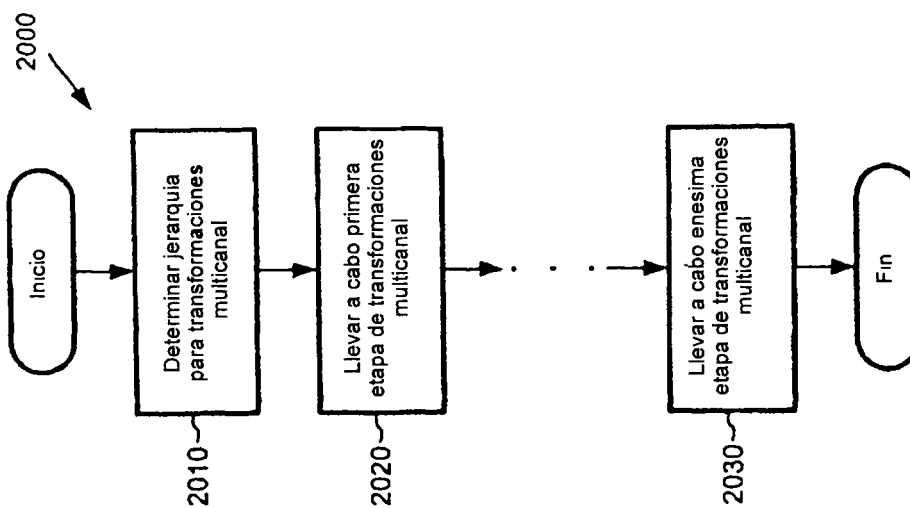 2000
Inicio
Determinar jerarquia
para transformaciones
multicanal
2010
Llevar a cabo primera
etapa de transformaciones
multicanal
2020
Llevar a cabo enesima
etapa de transformaciones
multicanal
2030
Fin